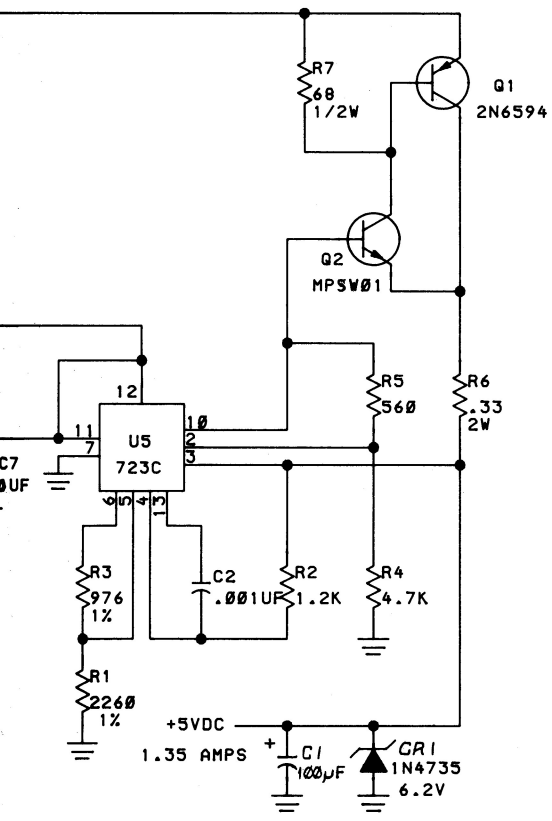 R7
68
1/2W
Q1
2N6594
Q2
MPSW01
12
R5
560
R6
.33
2W
10
11
2
7
3
U5
723C
C7
0UF
6
5
4
13
R3
976
1%
C2
.001UF
R2
1.2K
R4
4.7K
R1
2260
1%
+5VDC
1.35 AMPS
+
C1
100µF
CR1
1N4735
6.2V